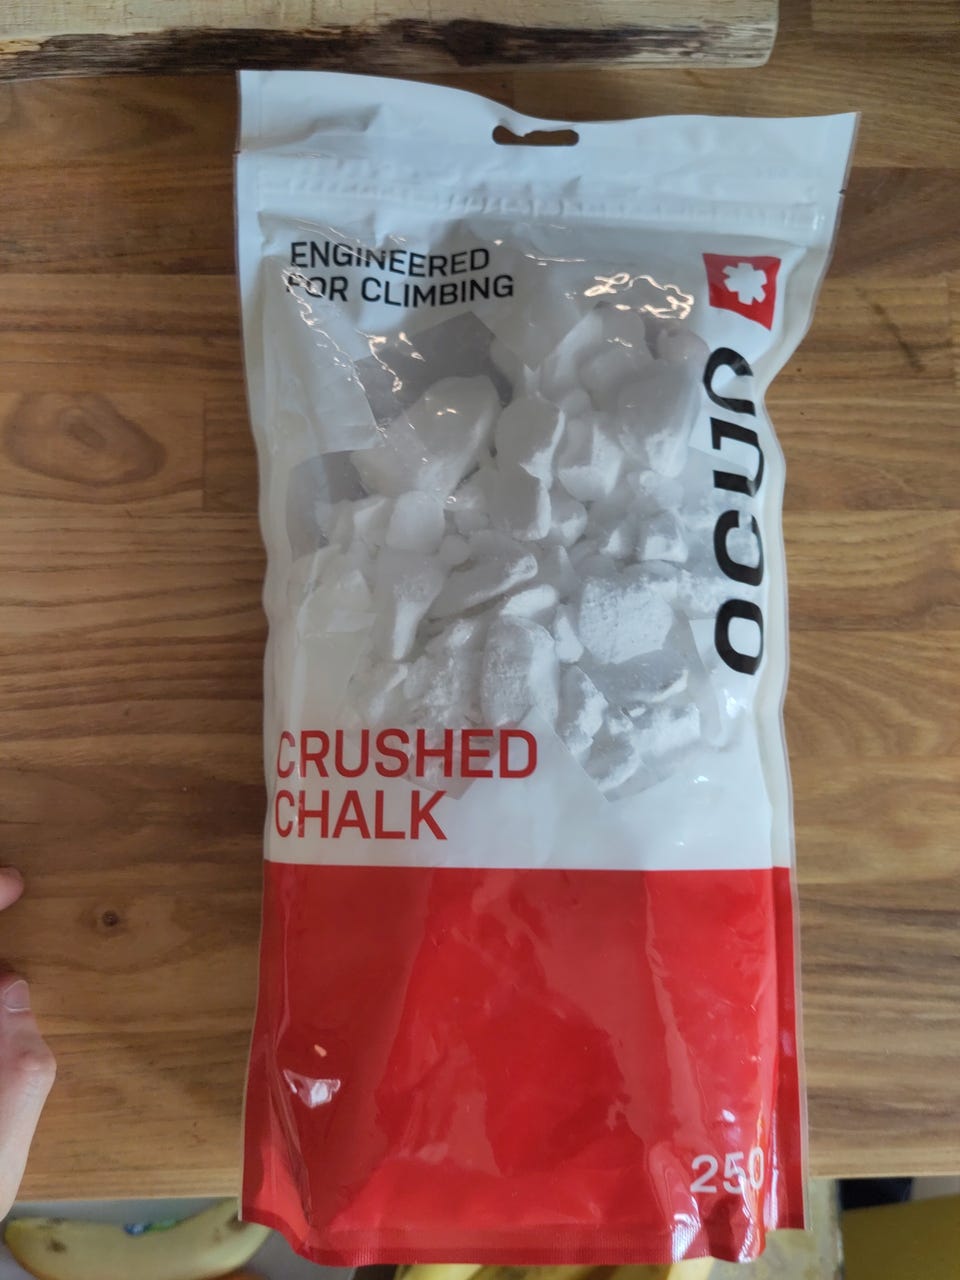 ENGINEERED
FOR CLIMBING
OCUN
CRUSHED
CHALK
250